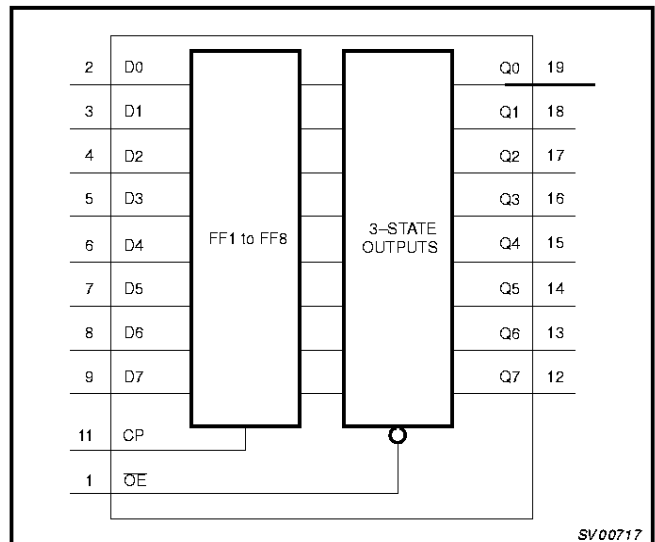 2 D0 Q0 19
3 D1 Q1 18
4 D2 Q2 17
5 D3 Q3 16
FF1 to FF8
3–STATE
OUTPUTS
6 D4 Q4 15
7 D5 Q5 14
8 D6 Q6 13
9 D7 Q7 12
11 CP
1 O̅E̅
SV00717